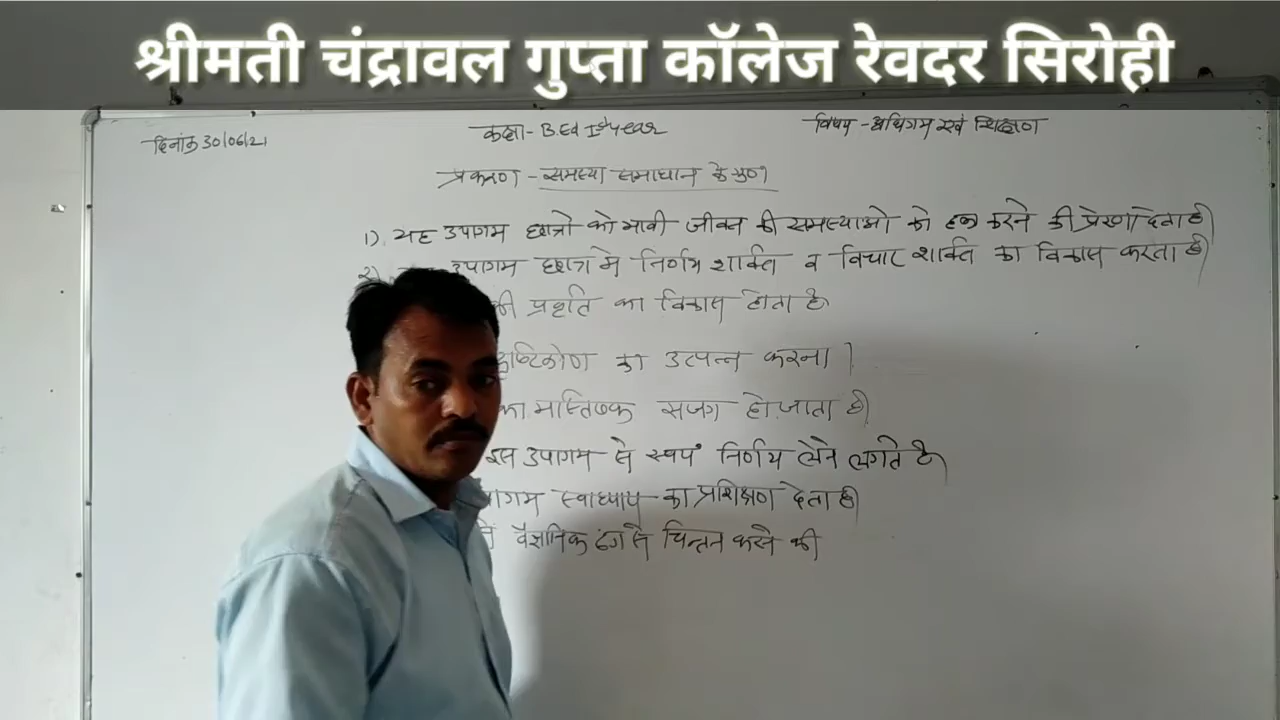 श्रीमती चंद्रावल गुप्ता कॉलेज रेवदर सिरोही
दिनांक 30/06/21
कक्षा - B.Ed Ist year
विषय - अधिगम एवं शिक्षण
प्रकरण - समस्या समाधान के गुण
1) यह उपागम छात्रो को भावी जीवन की समस्याओ को हल करने की प्रेरणा देता है।
2) उपागम छात्र मे निर्णय शक्ति व विचार शक्ति का विकास करता है।
की प्रवृति का विकास होता है
दृष्टिकोण का उत्पन्न करना।
का मास्तिष्क सजग हो जाता है।
इस उपागम से स्वयं निर्णय लेने लगते है।
पागम स्वाध्याय का प्रशिक्षण देता है।
वैज्ञानिक ढंग से चिन्तन करने की